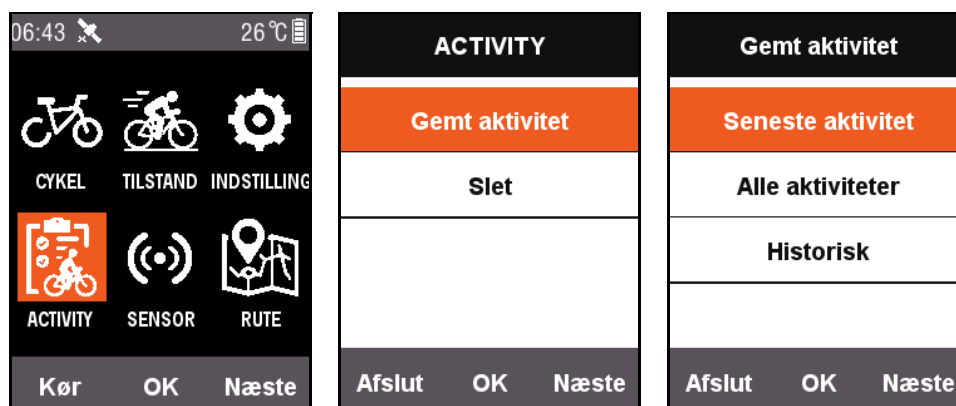 06:43 26℃
CYKEL TILSTAND INDSTILLING
ACTIVITY SENSOR RUTE
Kør OK Næste
ACTIVITY
Gemt aktivitet
Slet
Afslut OK Næste
Gemt aktivitet
Seneste aktivitet
Alle aktiviteter
Historisk
Afslut OK Næste